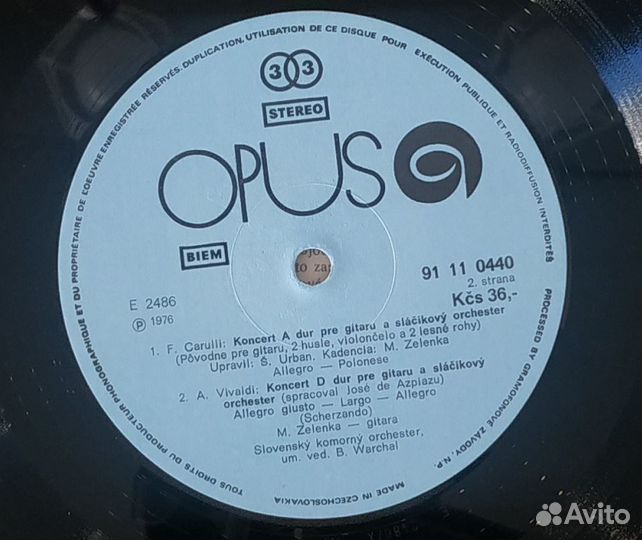 TOUS DROITS DU PRODUCTEUR PHONOGRAPHIQUE ET DU PROPRIÉTAIRE DE L'OEUVRE ENREGISTRÉE RÉSERVÉS. DUPLICATION, UTILISATION DE CE DISQUE POUR EXÉCUTION PUBLIQUE ET RADIODIFFUSION INTERDITES
33
STEREO
OPUS
BIEM
91 11 0440
2. strana
Kčs 36,-
E 2486
Ⓟ 1976
1. F. Carulli: Koncert A dur pre gitaru a sláčikový orchester
(Pôvodne pre gitaru, 2 husle, violončelo a 2 lesné rohy)
Upravil: Š. Urban. Kadencia: M. Zelenka
Allegro — Polonese
2. A. Vivaldi: Koncert D dur pre gitaru a sláčikový
orchester (spracoval José de Azpiazu)
Allegro giusto — Largo — Allegro
(Scherzando)
M. Zelenka — gitara
Slovenský komorný orchester,
um. ved. B. Warchal
MADE IN CZECHOSLOVAKIA
PROCESSED BY GRAMOFONOVÉ ZÁVODY, N.P.
Avito